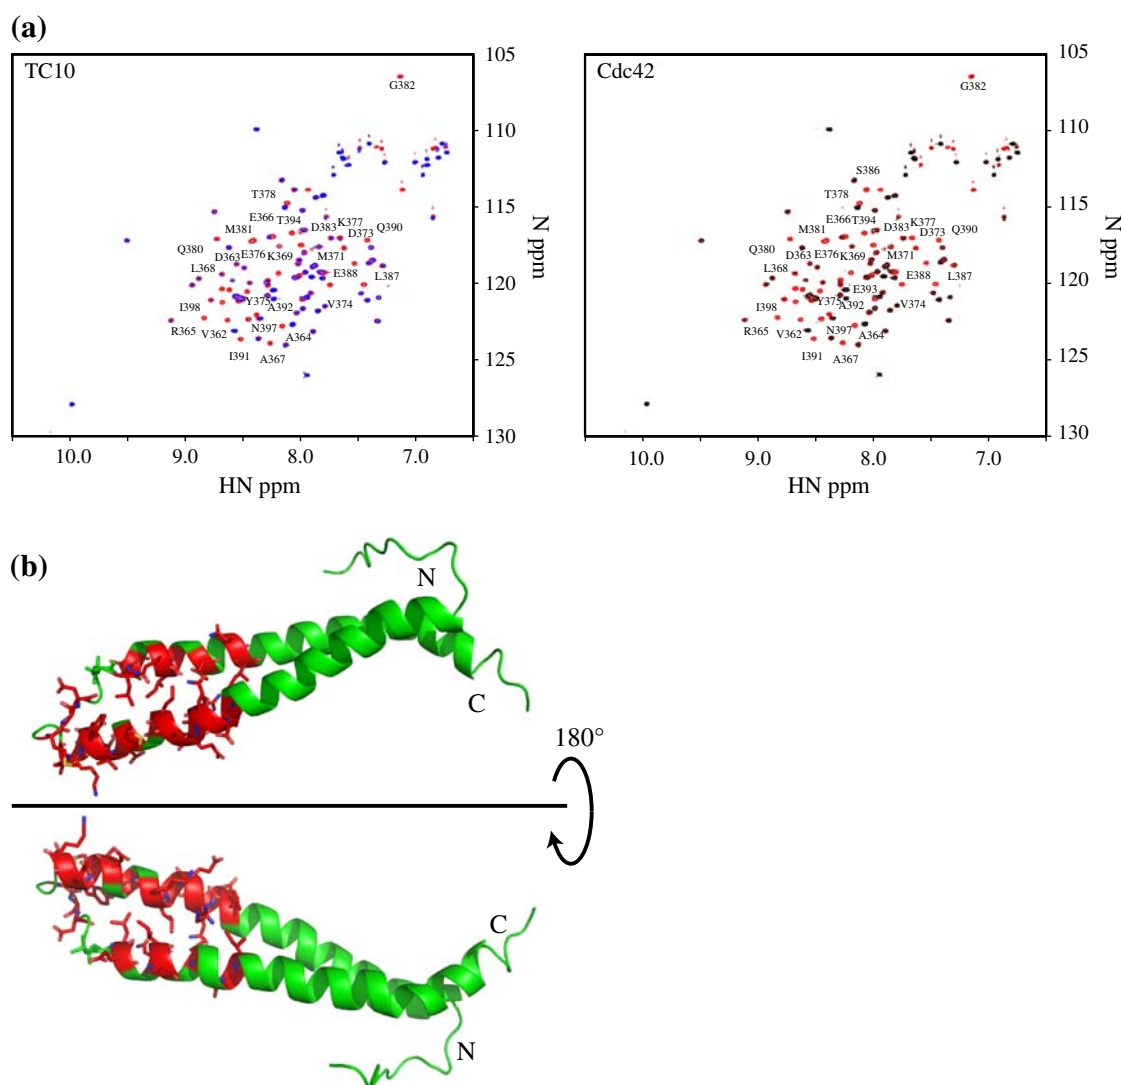 (a)
TC10
G382
T378
E366
T394
K377
M381
D383
D373
Q390
Q380
D363
E376
K369
M371
L368
E388
L387
I398
Y375
A392
V374
R365
V362
N397
A364
I391
A367
105
110
115
120
125
130
N ppm
10.0 9.0 8.0 7.0
HN ppm
Cdc42
G382
S386
T378
E366
T394
K377
M381
D383
D373
Q390
Q380
D363
E376
K369
M371
L368
E388
L387
E393
I398
Y375
A392
V374
R365
V362
N397
A364
I391
A367
105
110
115
120
125
130
N ppm
10.0 9.0 8.0 7.0
HN ppm
(b)
N
C
180°
C
N